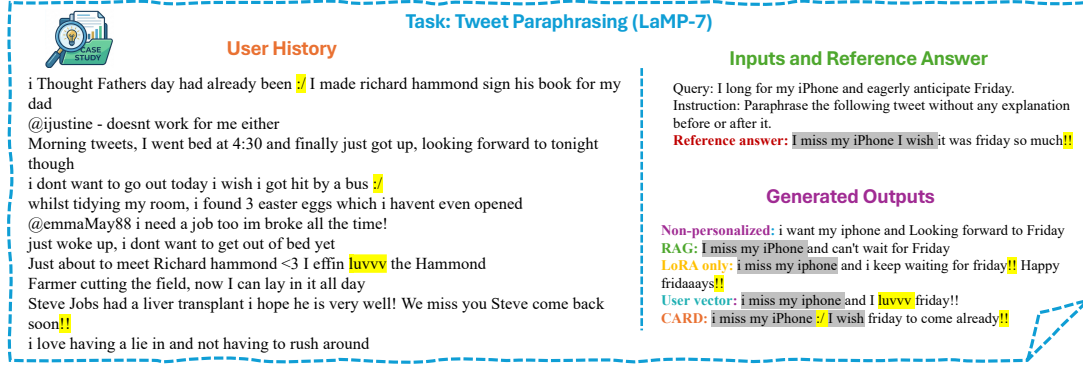 Task: Tweet Paraphrasing (LaMP-7)
CASE
STUDY
User History
i Thought Fathers day had already been :/ I made richard hammond sign his book for my
dad
@ijustine - doesnt work for me either
Morning tweets, I went bed at 4:30 and finally just got up, looking forward to tonight
though
i dont want to go out today i wish i got hit by a bus :/
whilst tidying my room, i found 3 easter eggs which i havent even opened
@emmaMay88 i need a job too im broke all the time!
just woke up, i dont want to get out of bed yet
Just about to meet Richard hammond <3 I effin luvvv the Hammond
Farmer cutting the field, now I can lay in it all day
Steve Jobs had a liver transplant i hope he is very well! We miss you Steve come back
soon!!
i love having a lie in and not having to rush around
Inputs and Reference Answer
Query: I long for my iPhone and eagerly anticipate Friday.
Instruction: Paraphrase the following tweet without any explanation
before or after it.
Reference answer: I miss my iPhone I wish it was friday so much!!
Generated Outputs
Non-personalized: i want my iphone and Looking forward to Friday
RAG: I miss my iPhone and can't wait for Friday
LoRA only: i miss my iphone and i keep waiting for friday!! Happy
fridaaays!!
User vector: i miss my iphone and I luvvv friday!!
CARD: i miss my iPhone :/ I wish friday to come already!!